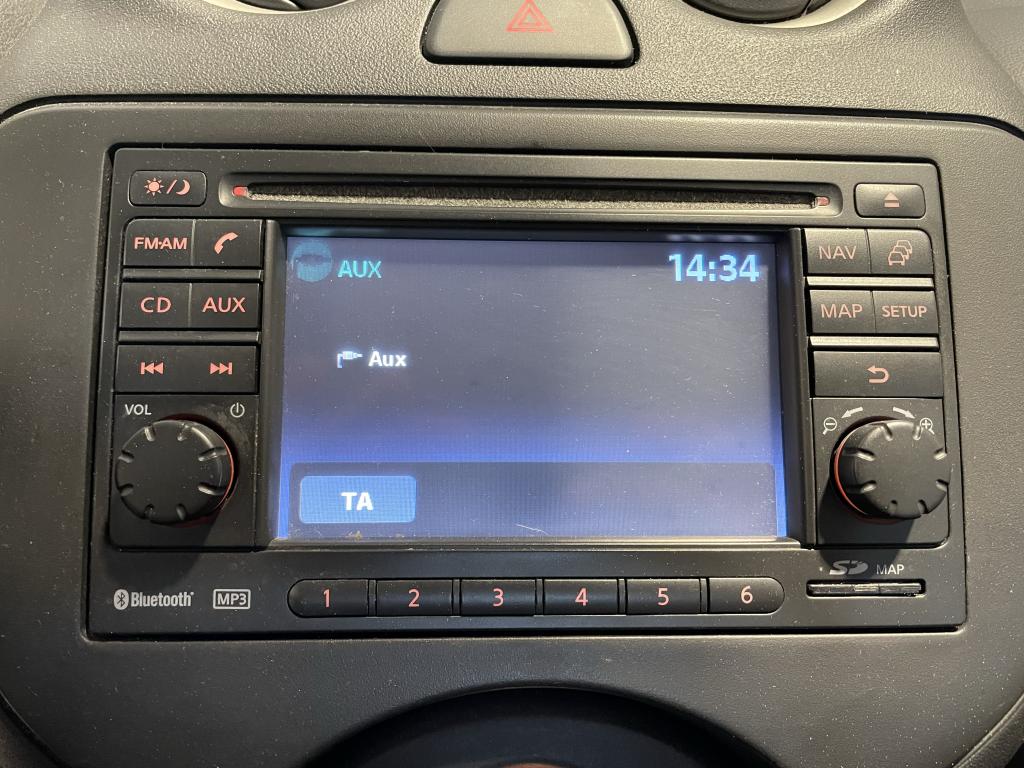 FM·AM
CD AUX
VOL
AUX 14:34
Aux
TA
NAV
MAP SETUP
Bluetooth MP3
1 2 3 4 5 6
SD MAP